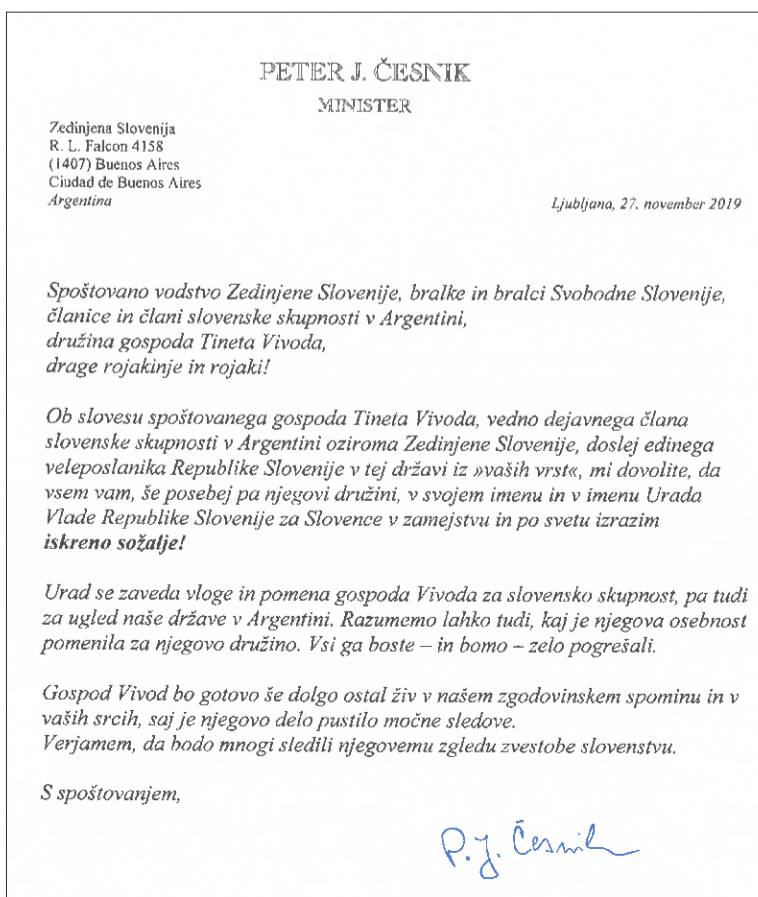 PETER J. ČESNIK
MINISTER
Zedinjena Slovenija
R. L. Falcon 4158
(1407) Buenos Aires
Ciudad de Buenos Aires
Argentina
Ljubljana, 27. november 2019
Spoštovano vodstvo Zedinjene Slovenije, bralke in bralci Svobodne Slovenije,
članice in člani slovenske skupnosti v Argentini,
družina gospoda Tineta Vivoda,
drage rojakinje in rojaki!
Ob slovesu spoštovanega gospoda Tineta Vivoda, vedno dejavnega člana
slovenske skupnosti v Argentini oziroma Zedinjene Slovenije, doslej edinega
veleposlanika Republike Slovenije v tej državi iz »vaših vrst«, mi dovolite, da
vsem vam, še posebej pa njegovi družini, v svojem imenu in v imenu Urada
Vlade Republike Slovenije za Slovence v zamejstvu in po svetu izrazim
iskreno sožalje!
Urad se zaveda vloge in pomena gospoda Vivoda za slovensko skupnost, pa tudi
za ugled naše države v Argentini. Razumemo lahko tudi, kaj je njegova osebnost
pomenila za njegovo družino. Vsi ga boste – in bomo – zelo pogrešali.
Gospod Vivod bo gotovo še dolgo ostal živ v našem zgodovinskem spominu in v
vaših srcih, saj je njegovo delo pustilo močne sledove.
Verjamem, da bodo mnogi sledili njegovemu zgledu zvestobe slovenstvu.
S spoštovanjem,
P. J. Česnik